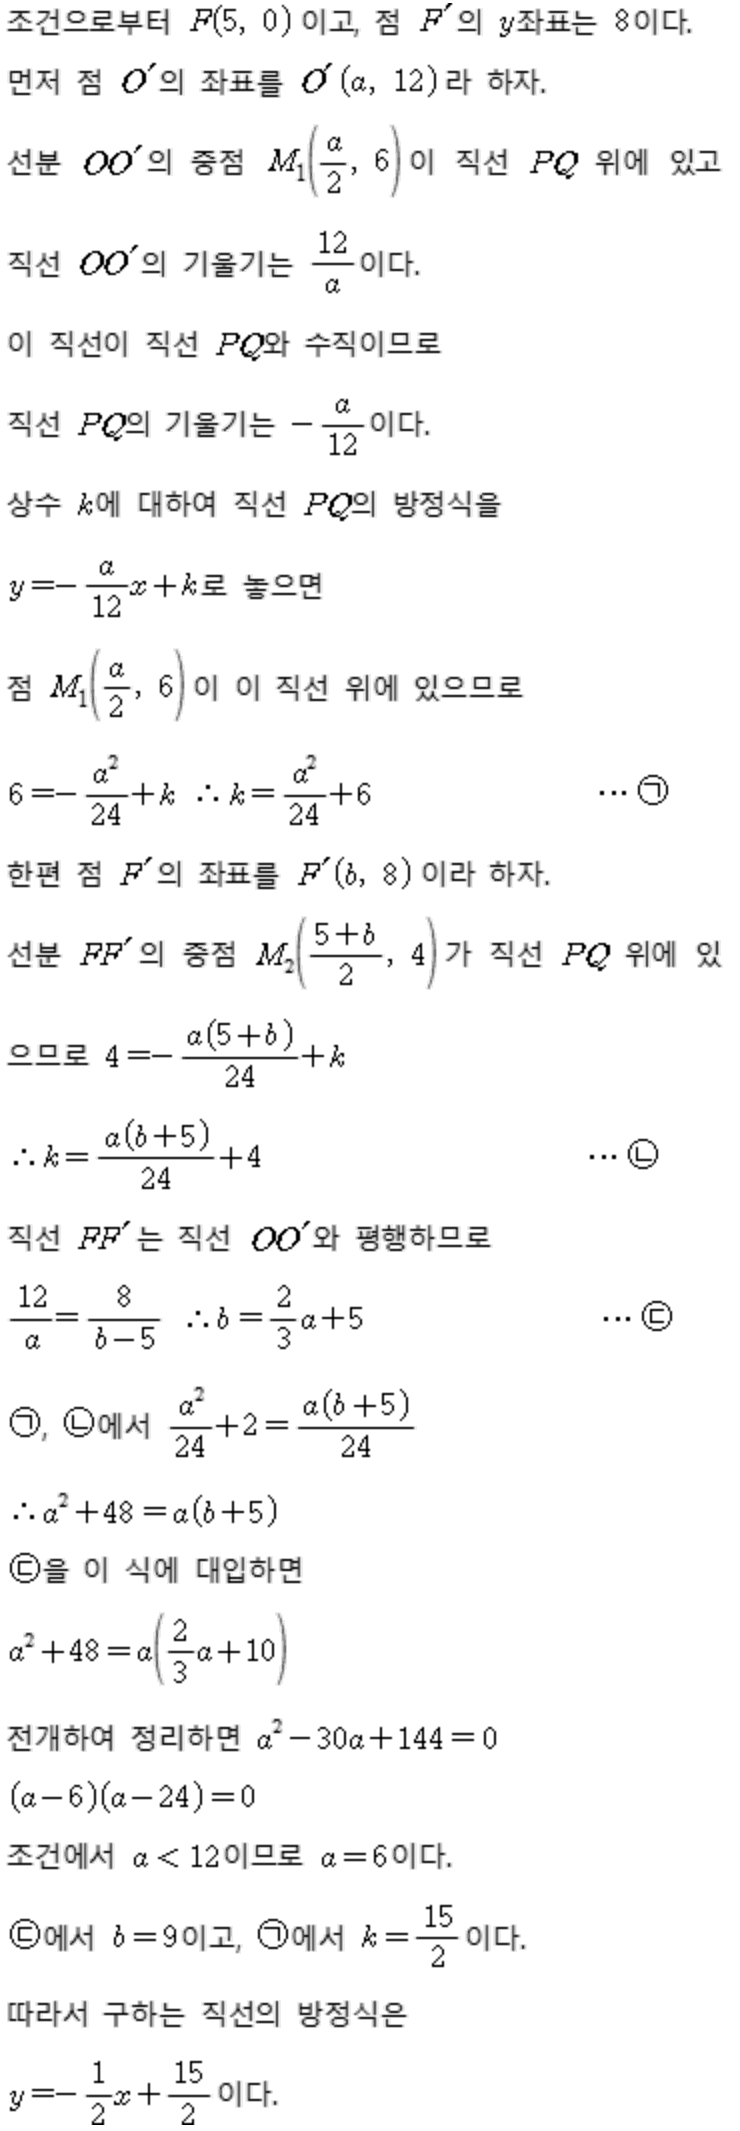 조건으로부터 F(5, 0)이고, 점 F′의 y좌표는 8이다.
먼저 점 O′의 좌표를 O′(a, 12)라 하자.
선분 OO′의 중점 M₁(a/2, 6)이 직선 PQ 위에 있고
직선 OO′의 기울기는 12/a이다.
이 직선이 직선 PQ와 수직이므로
직선 PQ의 기울기는 −a/12이다.
상수 k에 대하여 직선 PQ의 방정식을
y=−a/12x+k로 놓으면
점 M₁(a/2, 6)이 이 직선 위에 있으므로
6=−a²/24+k ∴k=a²/24+6 ⋯㉠
한편 점 F′의 좌표를 F′(b, 8)이라 하자.
선분 FF′의 중점 M₂((5+b)/2, 4)가 직선 PQ 위에 있
으므로 4=−a(5+b)/24+k
∴k=a(b+5)/24+4 ⋯㉡
직선 FF′는 직선 OO′와 평행하므로
12/a=8/(b−5) ∴b=2/3a+5 ⋯㉢
㉠, ㉡에서 a²/24+2=a(b+5)/24
∴a²+48=a(b+5)
㉢을 이 식에 대입하면
a²+48=a(2/3a+10)
전개하여 정리하면 a²−30a+144=0
(a−6)(a−24)=0
조건에서 a<12이므로 a=6이다.
㉢에서 b=9이고, ㉠에서 k=15/2이다.
따라서 구하는 직선의 방정식은
y=−1/2x+15/2이다.